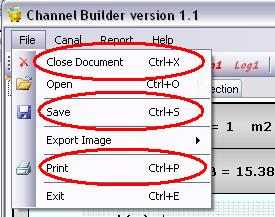 Channel Builder version 1.1
File Canal Report Help
Close Document Ctrl+X
Log1
Open Ctrl+O
ection
Save Ctrl+S
= 1 m2
Export Image
Print Ctrl+P
B = 15.38
Exit Ctrl+E